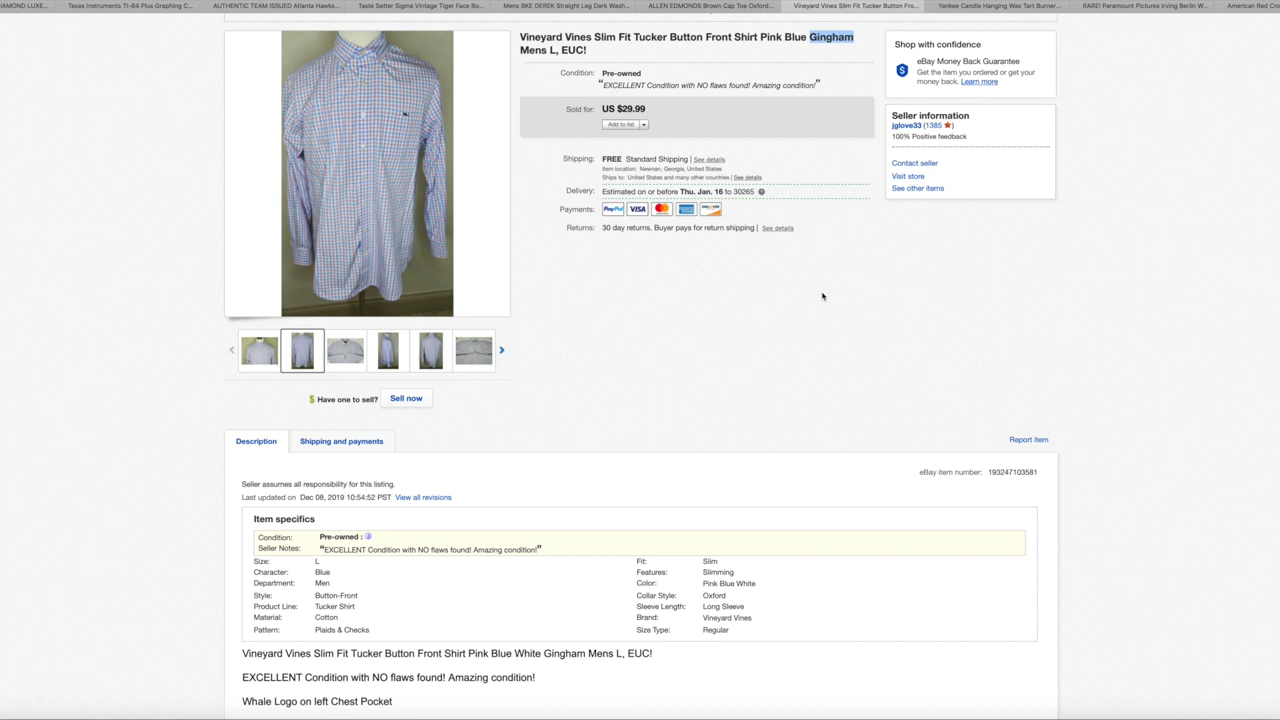 AMOND LUXE...
Texas Instruments TI-84 Plus Graphing C...
AUTHENTIC TEAM ISSUED Atlanta Hawks...
Taste Setter Sigma Vintage Tiger Face Bo...
Mens BKE DEREK Straight Leg Dark Wash...
ALLEN EDMONDS Brown Cap Toe Oxford...
Vineyard Vines Slim Fit Tucker Button Fro...
Yankee Candle Hanging Wax Tart Burner...
RARE! Paramount Pictures Irving Berlin W...
American Red Cro
Vineyard Vines Slim Fit Tucker Button Front Shirt Pink Blue Gingham
Mens L, EUC!
Condition: Pre-owned
“EXCELLENT Condition with NO flaws found! Amazing condition!”
Sold for: US $29.99
Add to list
Shipping: FREE Standard Shipping | See details
Item location: Newnan, Georgia, United States
Ships to: United States and many other countries | See details
Delivery: Estimated on or before Thu. Jan. 16 to 30265
Payments: PayPal VISA
Returns: 30 day returns. Buyer pays for return shipping | See details
Shop with confidence
eBay Money Back Guarantee
Get the item you ordered or get your
money back. Learn more
Seller information
jglove33 (1385)
100% Positive feedback
Contact seller
Visit store
See other items
$ Have one to sell? Sell now
Description
Shipping and payments
Report item
eBay item number: 193247103581
Seller assumes all responsibility for this listing.
Last updated on Dec 08, 2019 10:54:52 PST View all revisions
Item specifics
Condition: Pre-owned :
Seller Notes: “EXCELLENT Condition with NO flaws found! Amazing condition!”
Size: L Fit: Slim
Character: Blue Features: Slimming
Department: Men Color: Pink Blue White
Style: Button-Front Collar Style: Oxford
Product Line: Tucker Shirt Sleeve Length: Long Sleeve
Material: Cotton Brand: Vineyard Vines
Pattern: Plaids & Checks Size Type: Regular
Vineyard Vines Slim Fit Tucker Button Front Shirt Pink Blue White Gingham Mens L, EUC!
EXCELLENT Condition with NO flaws found! Amazing condition!
Whale Logo on left Chest Pocket